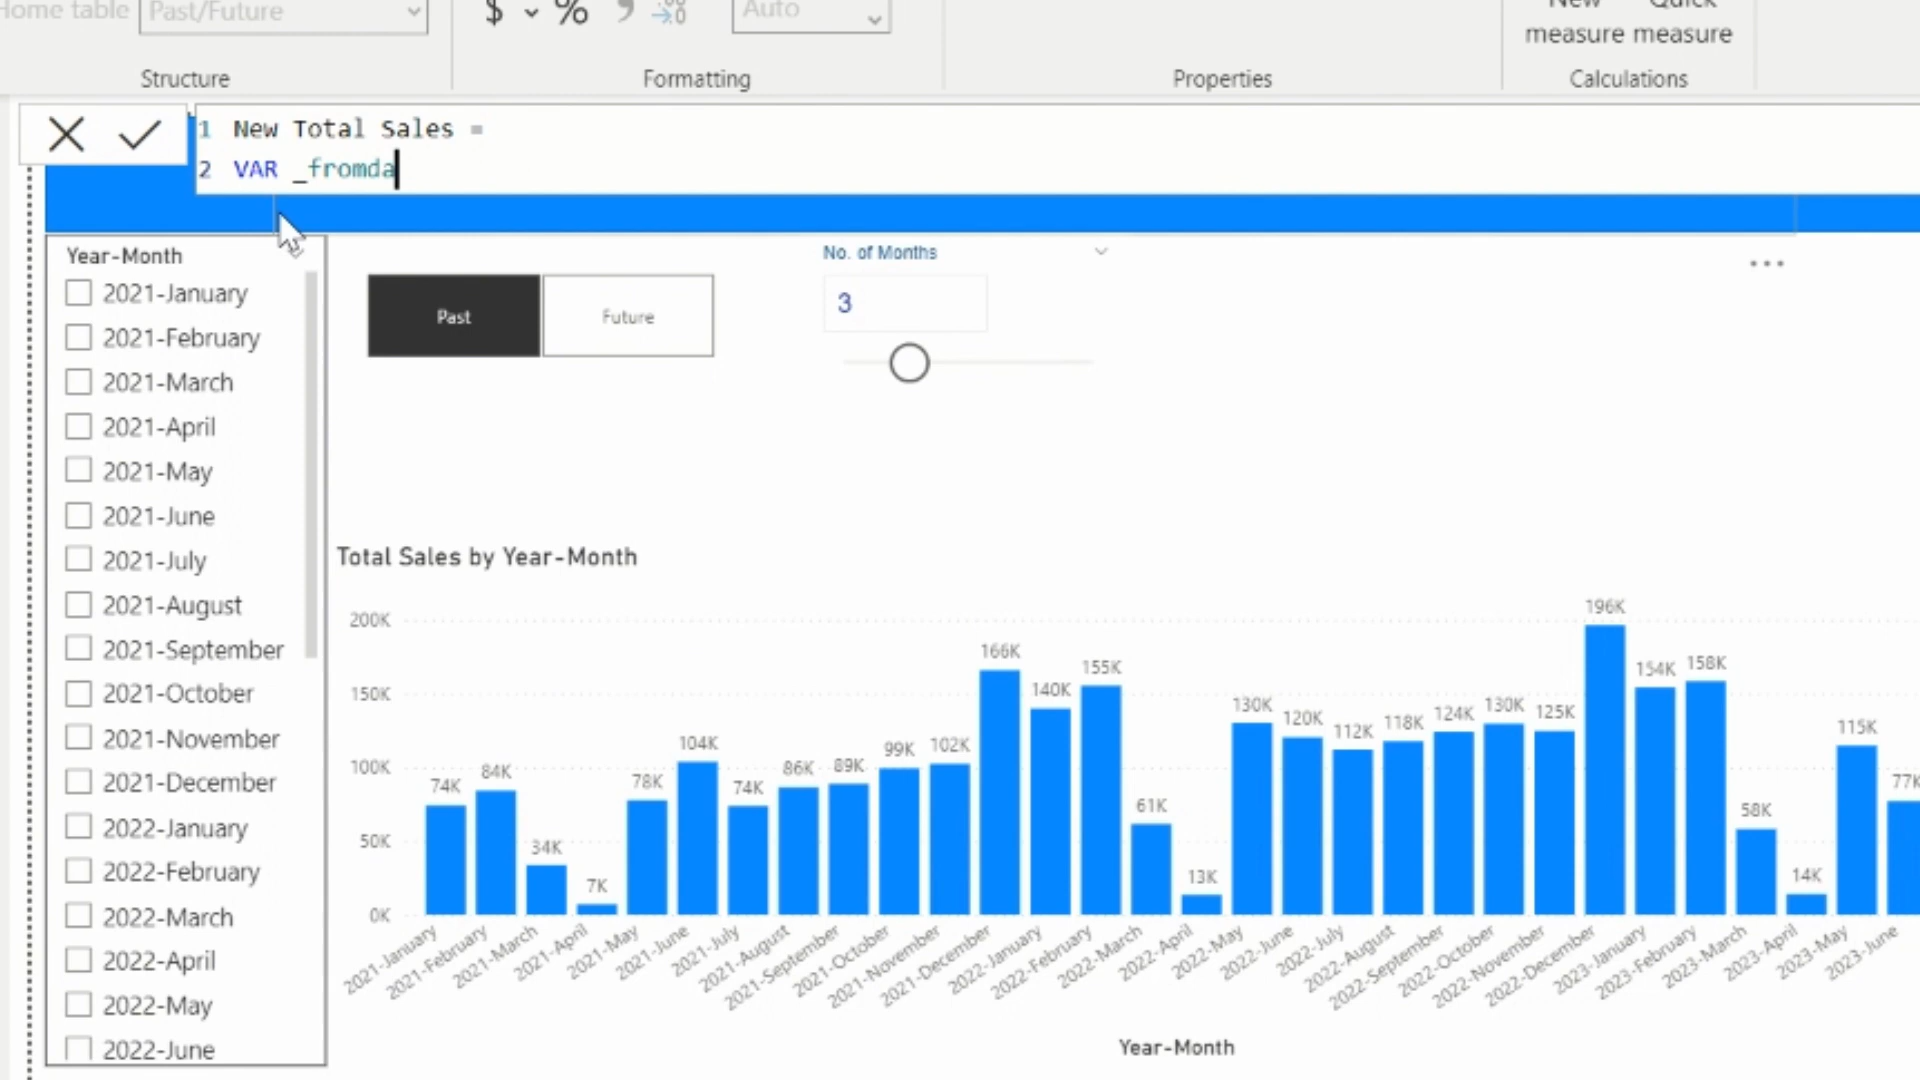 Home table Past/Future
$ % Auto
New Quick
measure measure
Structure Formatting Properties Calculations
1 New Total Sales =
2 VAR _fromda
Year-Month
2021-January
2021-February
2021-March
2021-April
2021-May
2021-June
2021-July
2021-August
2021-September
2021-October
2021-November
2021-December
2022-January
2022-February
2022-March
2022-April
2022-May
2022-June
Past Future
No. of Months
3
Total Sales by Year-Month
200K
150K
100K
50K
0K
74K 84K 34K 7K 78K 104K 74K 86K 89K 99K 102K 166K 140K 155K 61K 13K 130K 120K 112K 118K 124K 130K 125K 196K 154K 158K 58K 14K 115K 77K
2021-January 2021-February 2021-March 2021-April 2021-May 2021-June 2021-July 2021-August 2021-September 2021-October 2021-November 2021-December 2022-January 2022-February 2022-March 2022-April 2022-May 2022-June 2022-July 2022-August 2022-September 2022-October 2022-November 2022-December 2023-January 2023-February 2023-March 2023-April 2023-May 2023-June
Year-Month